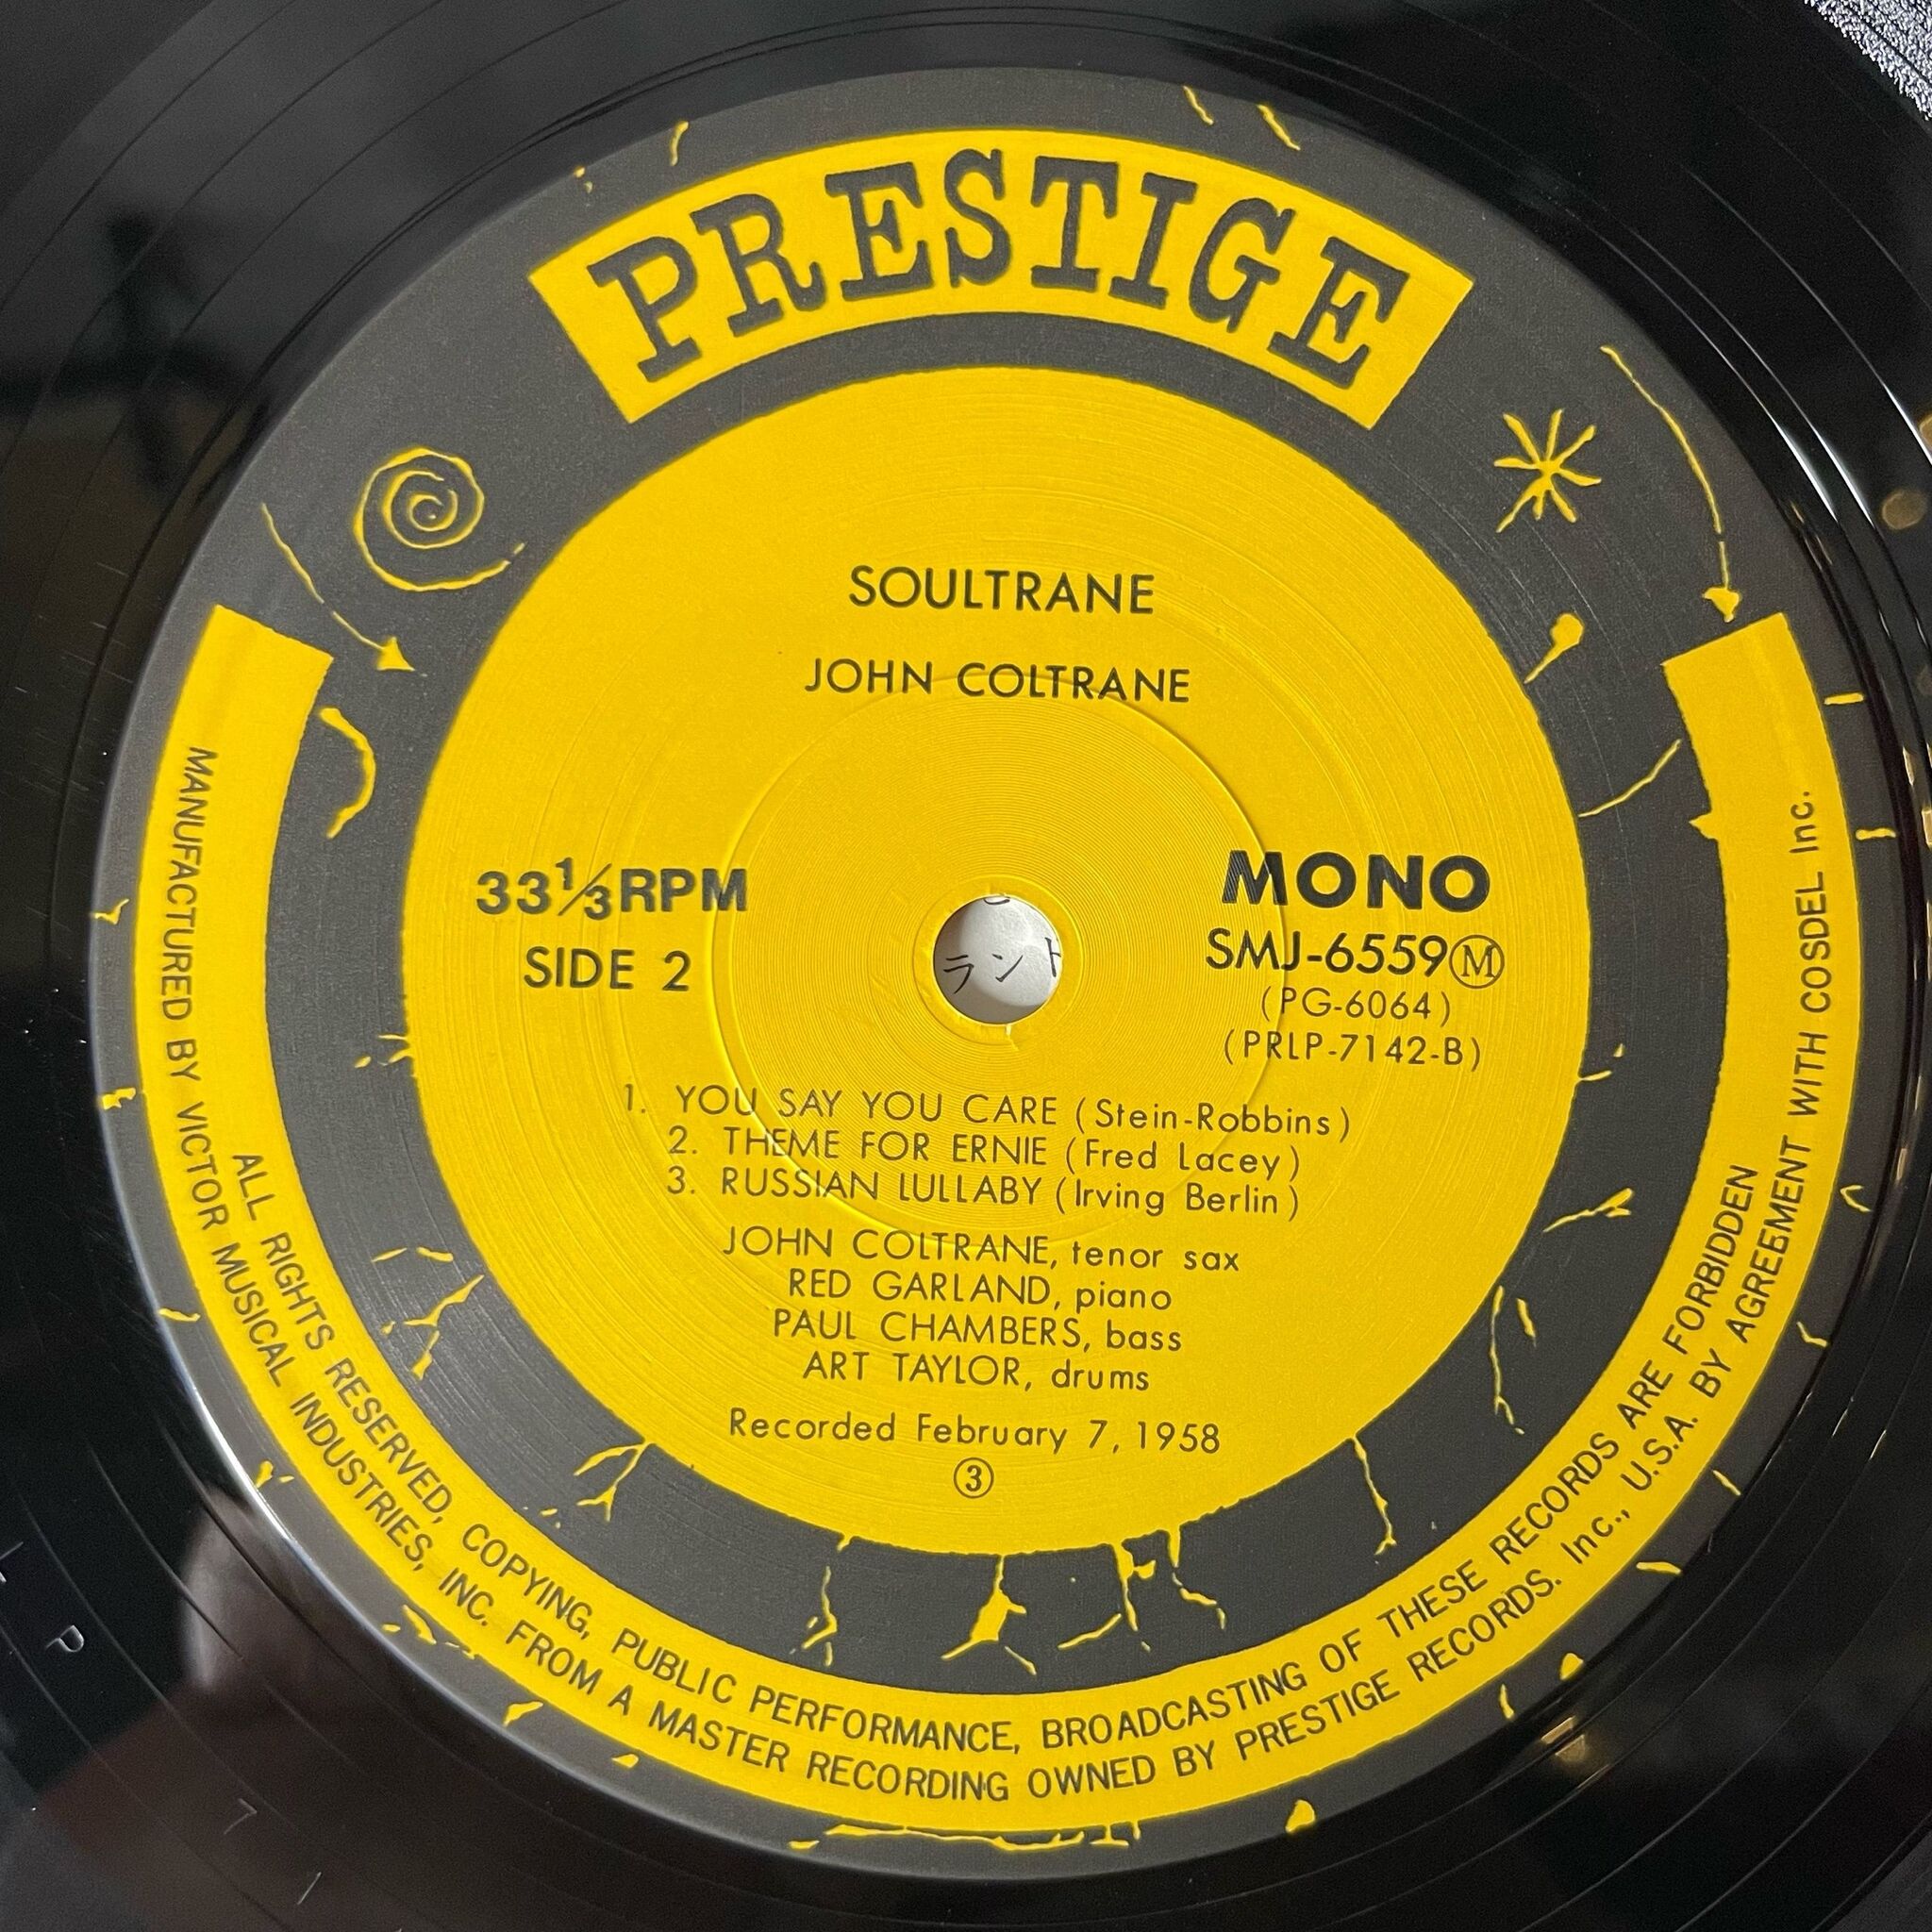 PRESTIGE
SOULTRANE
JOHN COLTRANE
33⅓RPM
SIDE 2
MONO
SMJ-6559Ⓜ
(PG-6064)
(PRLP-7142-B)
1. YOU SAY YOU CARE (Stein-Robbins)
2. THEME FOR ERNIE (Fred Lacey)
3. RUSSIAN LULLABY (Irving Berlin)
JOHN COLTRANE, tenor sax
RED GARLAND, piano
PAUL CHAMBERS, bass
ART TAYLOR, drums
Recorded February 7, 1958
③
ALL RIGHTS RESERVED, COPYING, PUBLIC PERFORMANCE, BROADCASTING OF THESE RECORDS ARE FORBIDDEN
MANUFACTURED BY VICTOR MUSICAL INDUSTRIES, INC. FROM A MASTER RECORDING OWNED BY PRESTIGE RECORDS. Inc., U.S.A. BY AGREEMENT WITH COSDEL Inc.
ラント
P 7 1